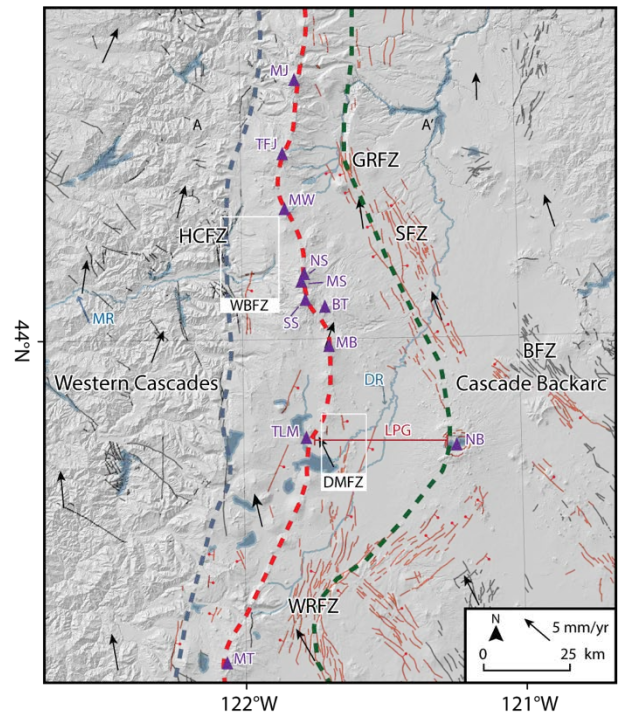 MJ
A
A'
TFJ
GRFZ
MW
HCFZ
SFZ
NS
MS
WBFZ
SS
BT
MR
44°N
MB
BFZ
DR
Western Cascades
Cascade Backarc
TLM
LPG
NB
DMFZ
WRFZ
N
5 mm/yr
MT
0 25 km
122°W
121°W